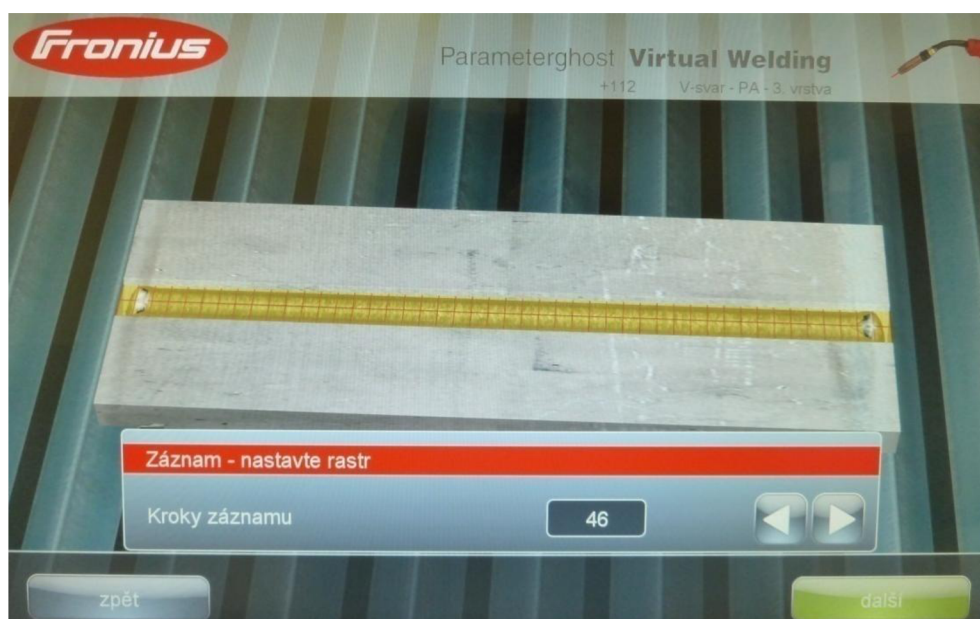 Fronius
Parameterghost Virtual Welding
+112 V-svar - PA - 3. vrstva
Záznam - nastavte rastr
Kroky záznamu 46
zpět další